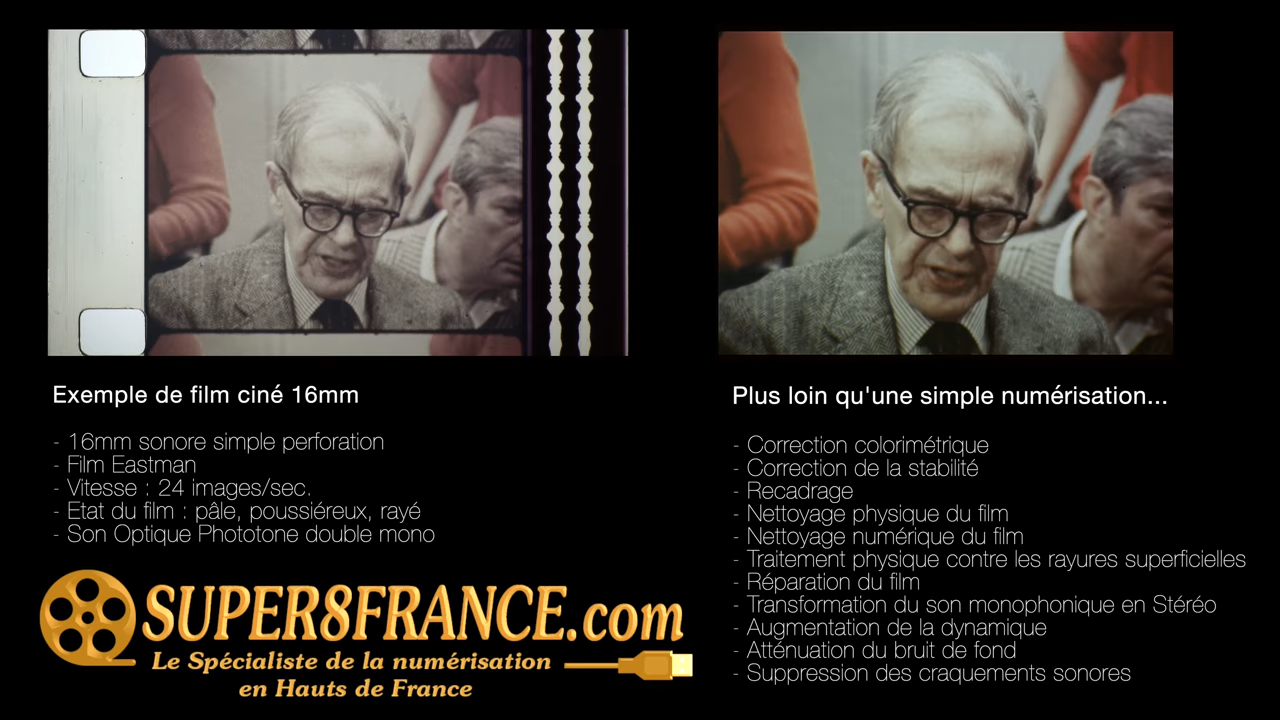 Exemple de film ciné 16mm
- 16mm sonore simple perforation
- Film Eastman
- Vitesse : 24 images/sec.
- Etat du film : pâle, poussiéreux, rayé
- Son Optique Phototone double mono
SUPER8FRANCE.com
Le Spécialiste de la numérisation
en Hauts de France
Plus loin qu'une simple numérisation...
- Correction colorimétrique
- Correction de la stabilité
- Recadrage
- Nettoyage physique du film
- Nettoyage numérique du film
- Traitement physique contre les rayures superficielles
- Réparation du film
- Transformation du son monophonique en Stéréo
- Augmentation de la dynamique
- Atténuation du bruit de fond
- Suppression des craquements sonores